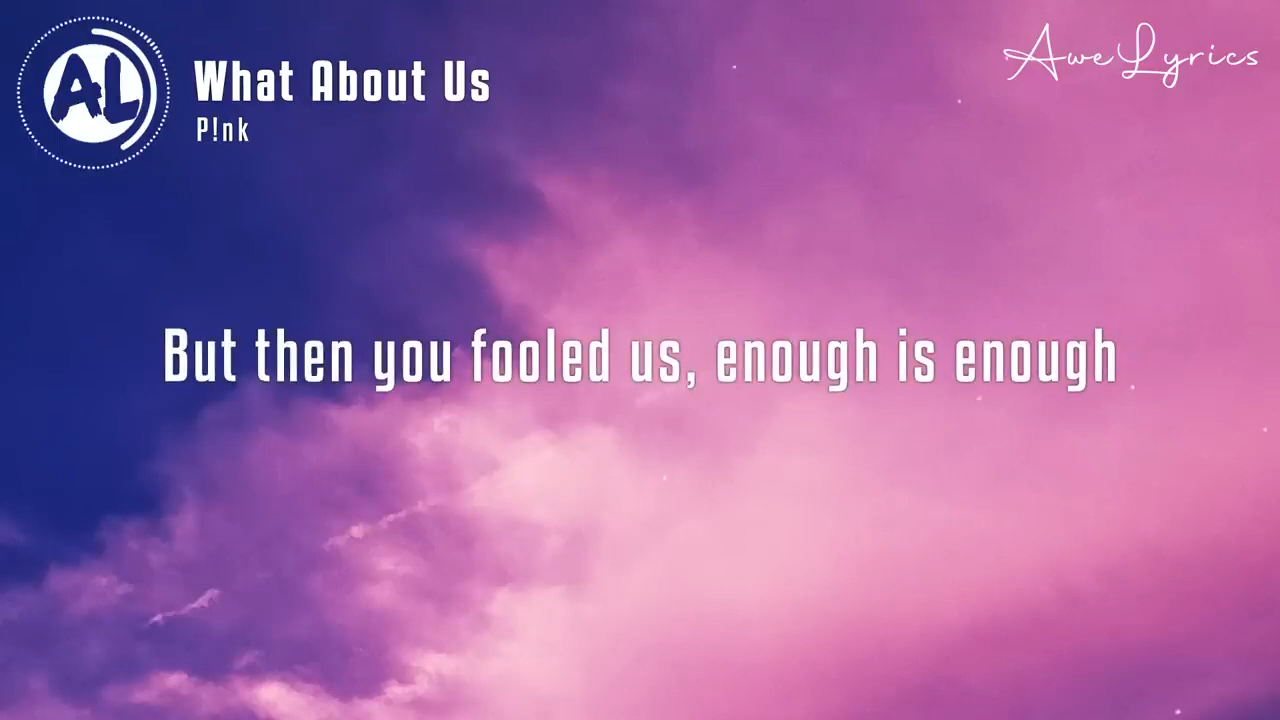 AL
What About Us
P!nk
AweLyrics
But then you fooled us, enough is enough